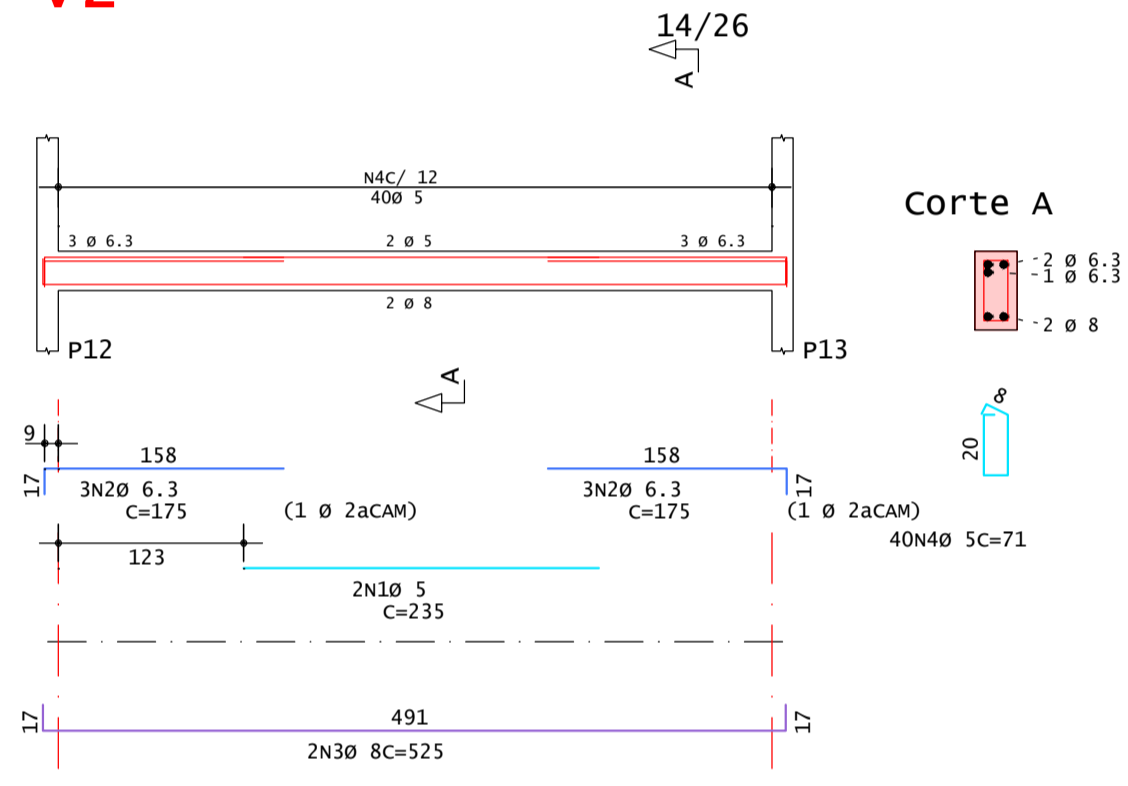 14/26
A
N4C/ 12
40Ø 5
3 Ø 6.3 2 Ø 5 3 Ø 6.3
2 Ø 8
P12 P13
Corte A
-2 Ø 6.3
-1 Ø 6.3
-2 Ø 8
A
9
158 158
17 17
3N2Ø 6.3 3N2Ø 6.3
C=175 (1 Ø 2aCAM) C=175 (1 Ø 2aCAM)
8
20
40N4Ø 5C=71
123
2N1Ø 5
C=235
17 491 17
2N3Ø 8C=525